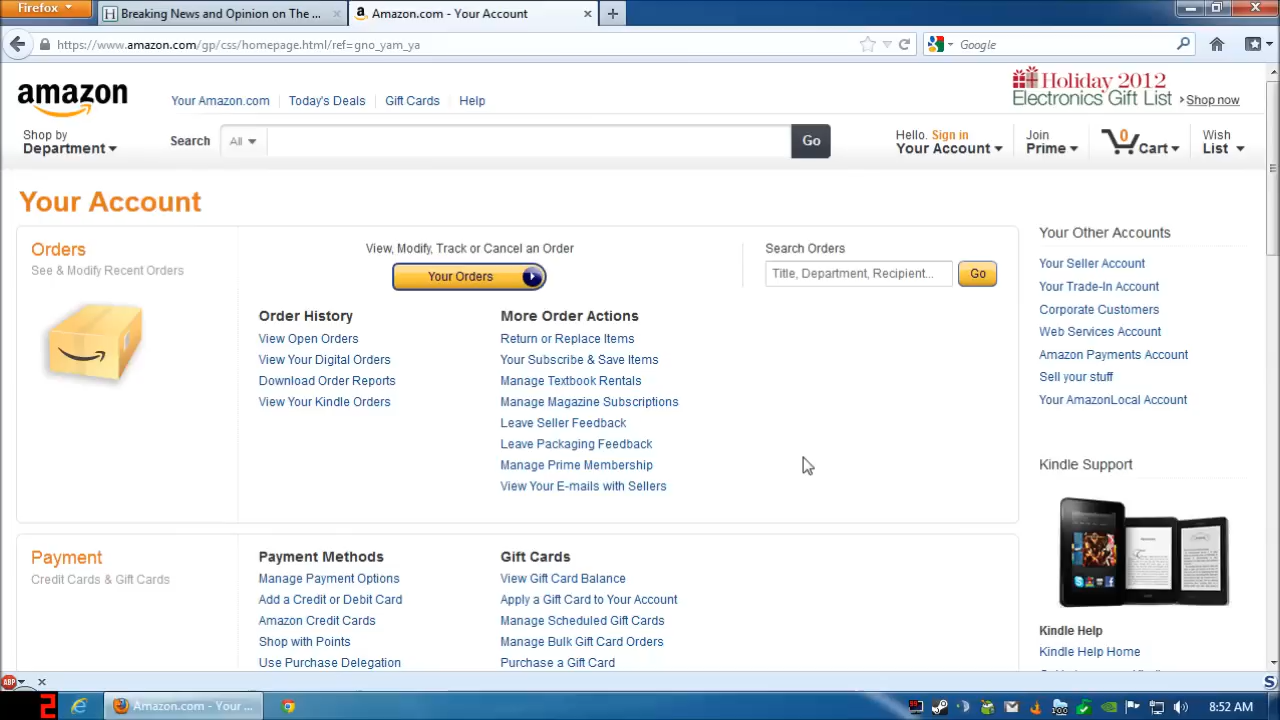 Firefox
Breaking News and Opinion on The ...
Amazon.com - Your Account
https://www.amazon.com/gp/css/homepage.html/ref=gno_yam_ya
Google
amazon
Your Amazon.com
Today's Deals
Gift Cards
Help
Holiday 2012
Electronics Gift List
Shop now
Shop by
Department
Search
All
Go
Hello. Sign in
Your Account
Join
Prime
0
Cart
Wish
List
Your Account
Orders
See & Modify Recent Orders
View, Modify, Track or Cancel an Order
Your Orders
Search Orders
Title, Department, Recipient...
Go
Order History
View Open Orders
View Your Digital Orders
Download Order Reports
View Your Kindle Orders
More Order Actions
Return or Replace Items
Your Subscribe & Save Items
Manage Textbook Rentals
Manage Magazine Subscriptions
Leave Seller Feedback
Leave Packaging Feedback
Manage Prime Membership
View Your E-mails with Sellers
Your Other Accounts
Your Seller Account
Your Trade-In Account
Corporate Customers
Web Services Account
Amazon Payments Account
Sell your stuff
Your AmazonLocal Account
Kindle Support
Kindle Help
Kindle Help Home
Payment
Credit Cards & Gift Cards
Payment Methods
Manage Payment Options
Add a Credit or Debit Card
Amazon Credit Cards
Shop with Points
Use Purchase Delegation
Gift Cards
View Gift Card Balance
Apply a Gift Card to Your Account
Manage Scheduled Gift Cards
Manage Bulk Gift Card Orders
Purchase a Gift Card
ABP
2
Amazon.com - Your ...
8:52 AM